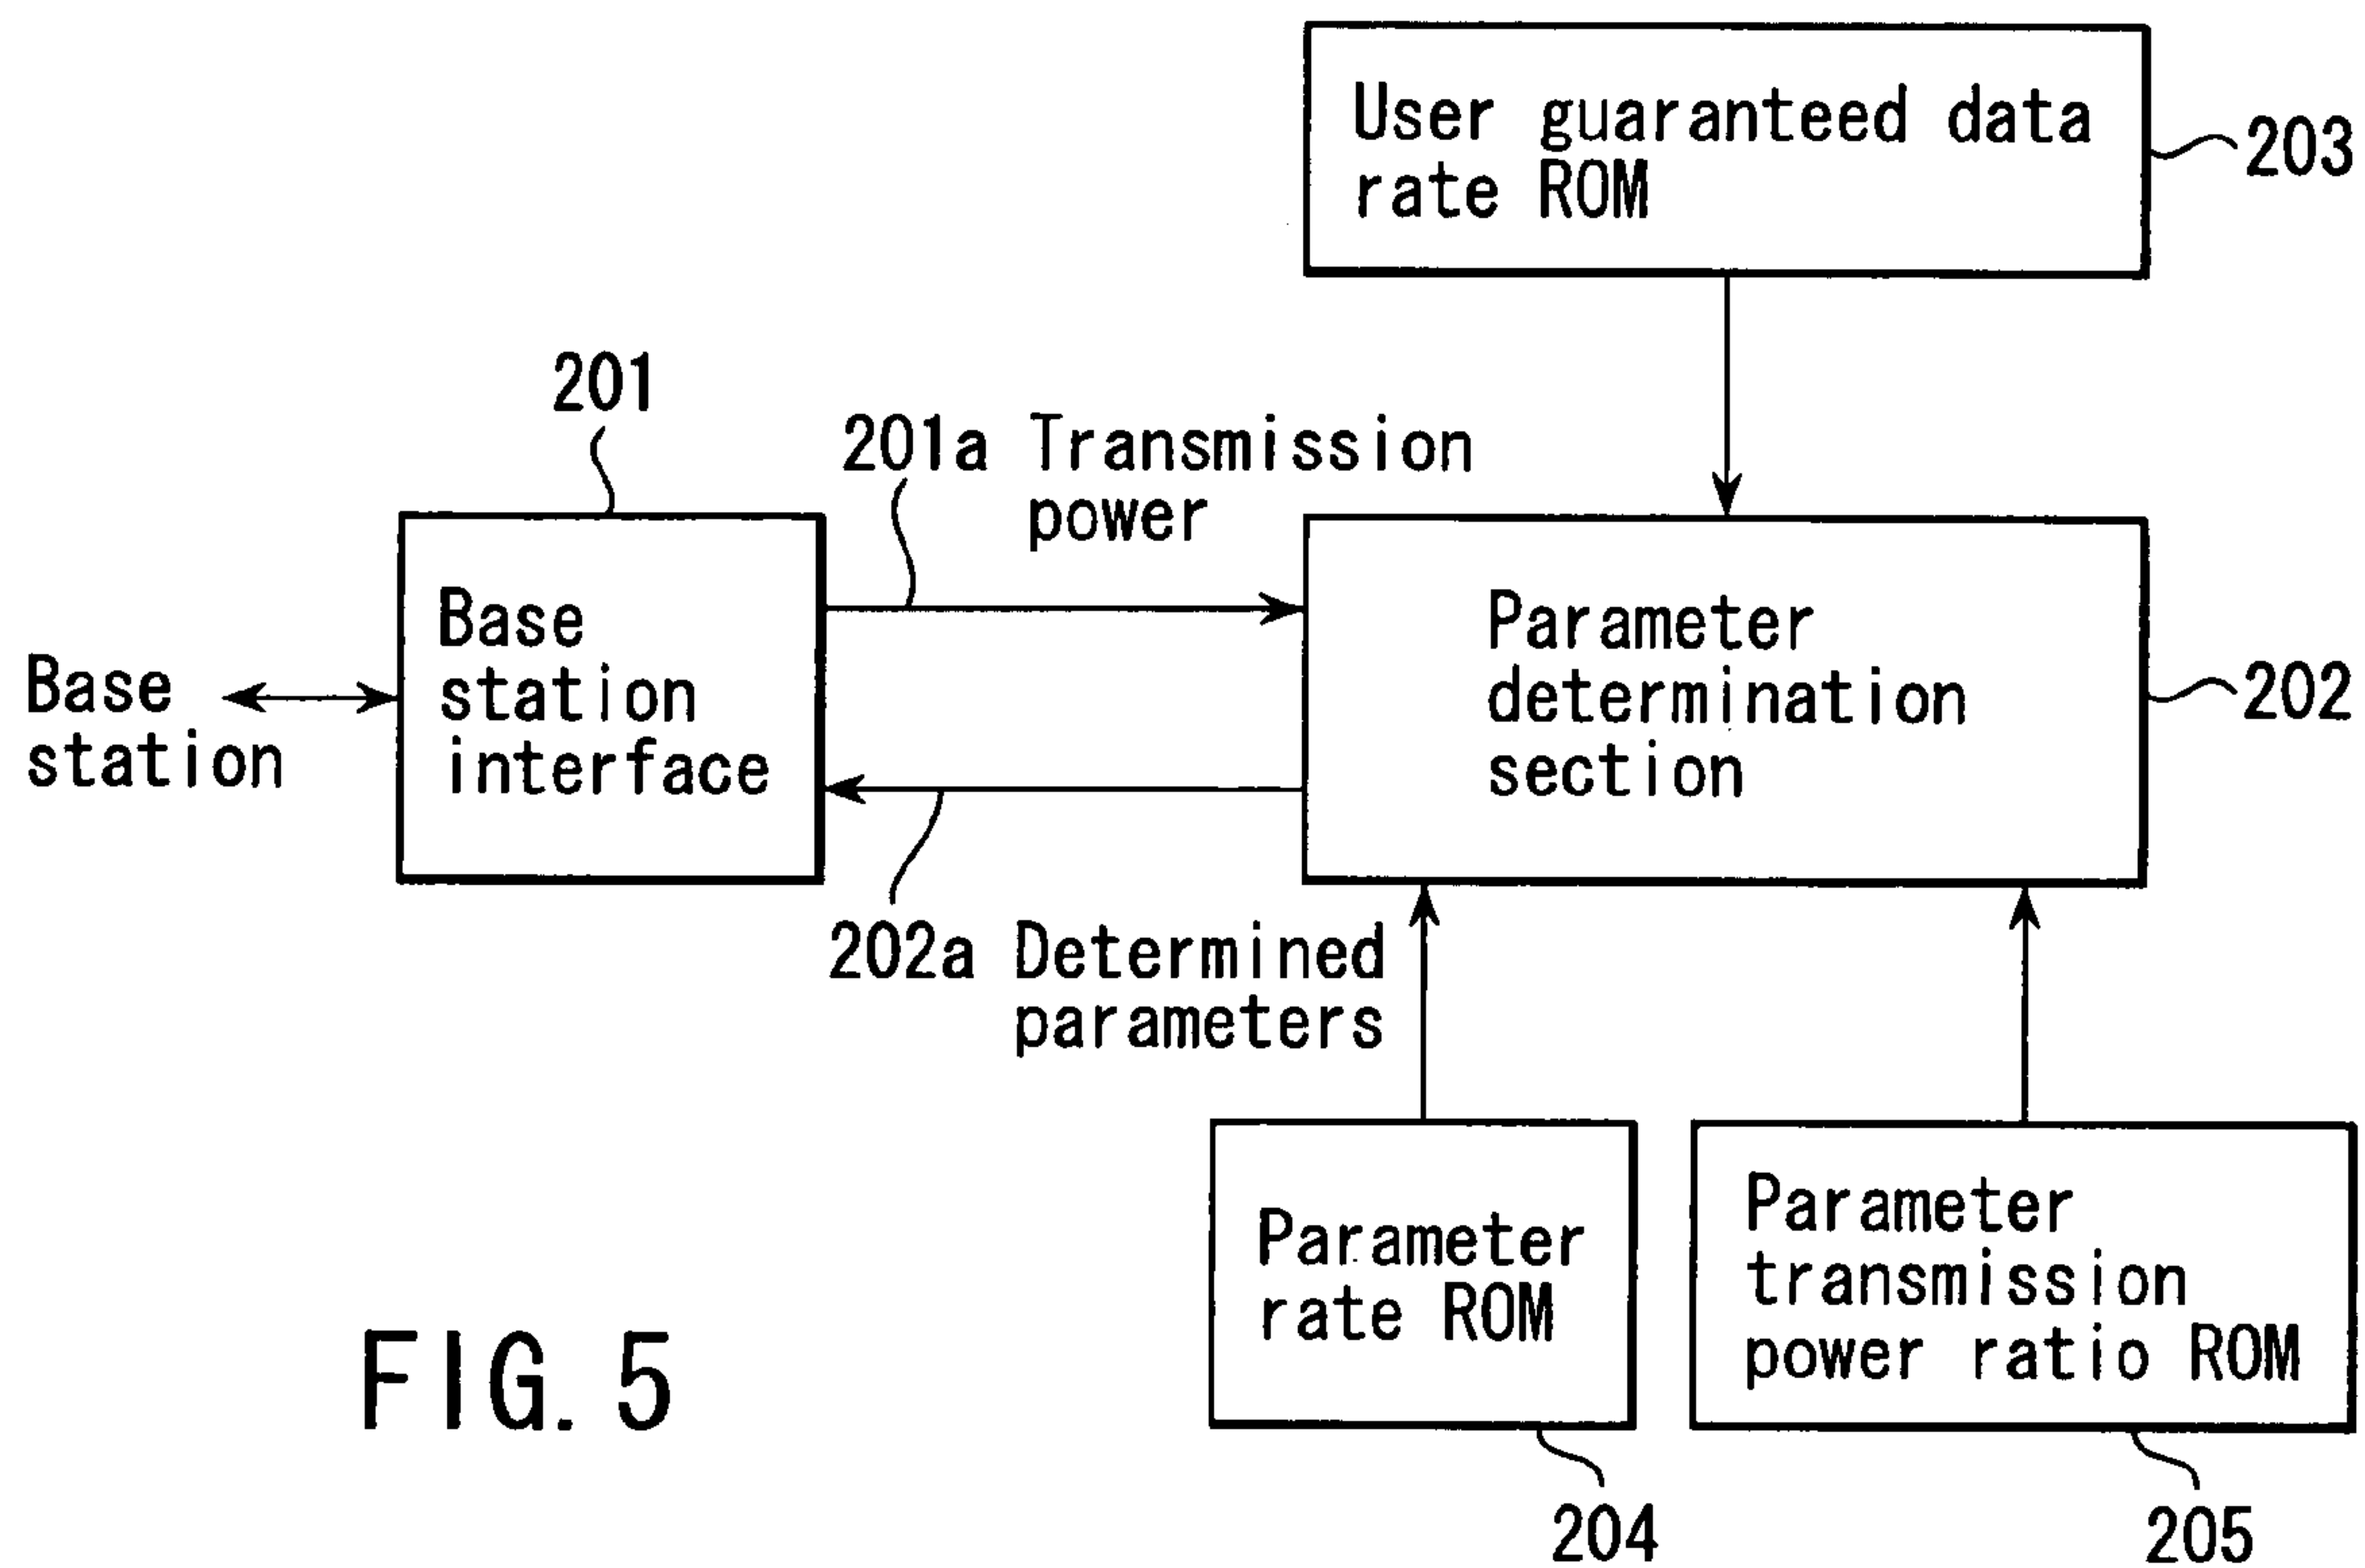 User guaranteed data
rate ROM
203
201
201a Transmission
power
Base
station
Base
station
interface
Parameter
determination
section
202
202a Determined
parameters
Parameter
rate ROM
204
Parameter
transmission
power ratio ROM
205
FIG. 5